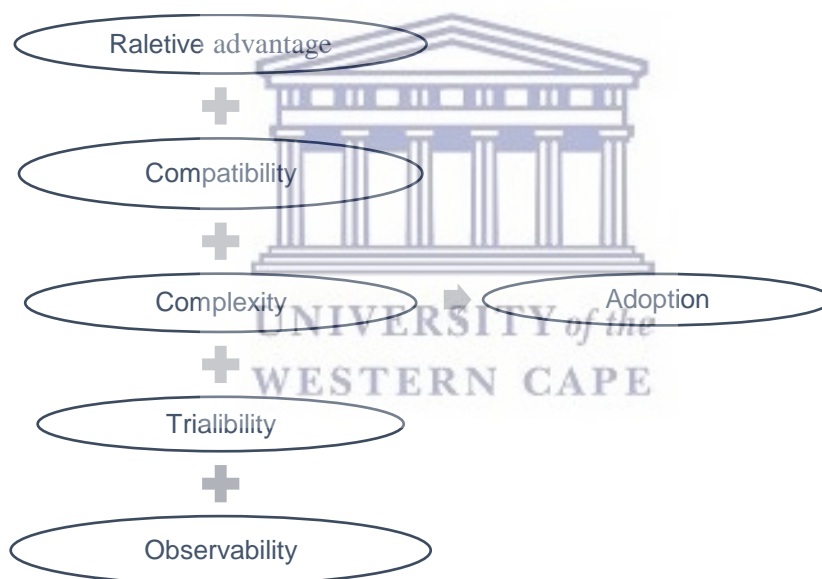 Raletive advantage
Compatibility
Complexity
Adoption
UNIVERSITY of the
WESTERN CAPE
Trialibility
Observability